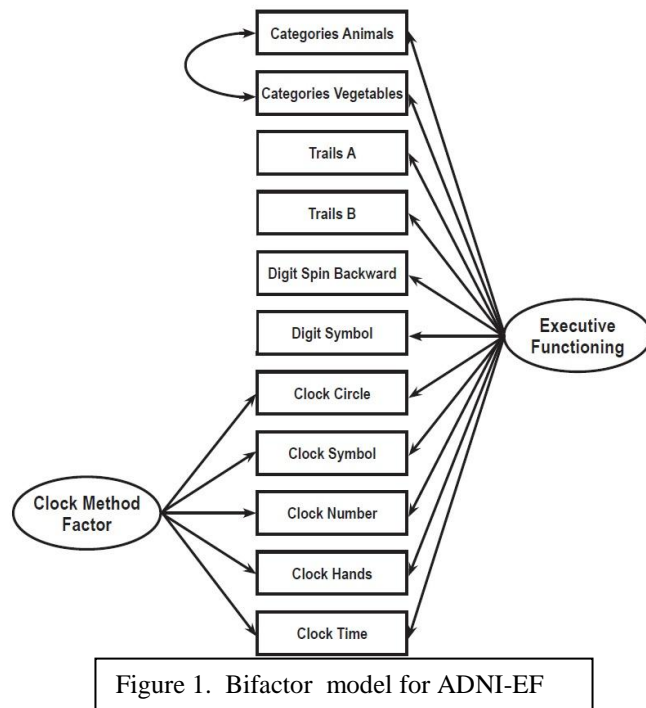 Categories Animals
Categories Vegetables
Trails A
Trails B
Digit Spin Backward
Digit Symbol
Executive
Functioning
Clock Circle
Clock Symbol
Clock Method
Factor
Clock Number
Clock Hands
Clock Time
Figure 1. Bifactor model for ADNI-EF